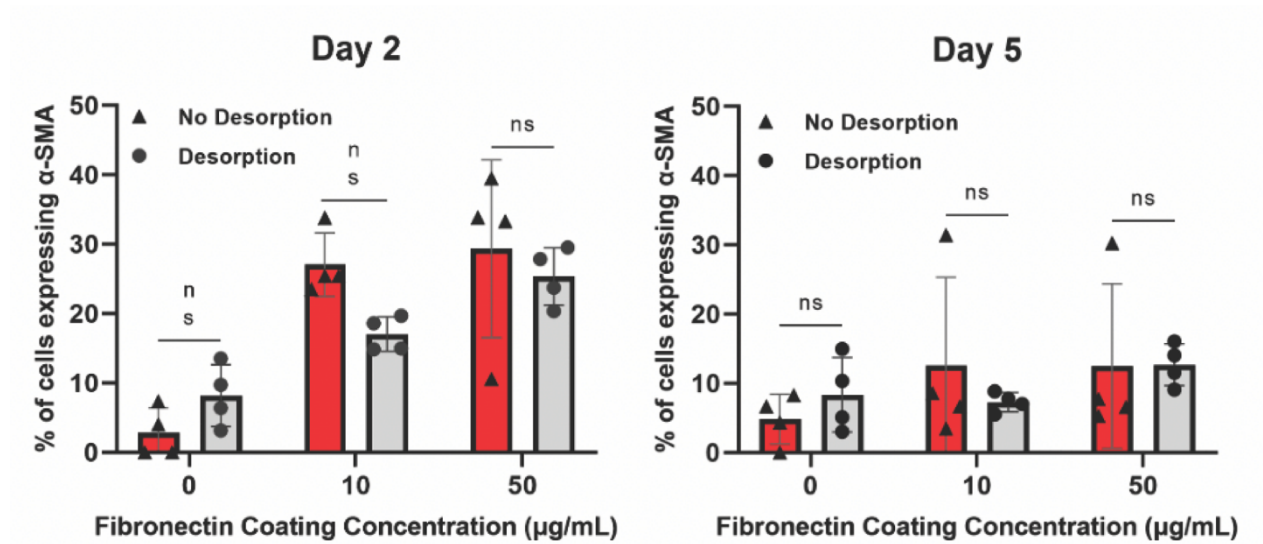 Day 2
% of cells expressing α-SMA
50
40
30
20
10
0
No Desorption
Desorption
n
s
n
s
ns
0
10
50
Fibronectin Coating Concentration (µg/mL)
Day 5
% of cells expressing α-SMA
50
40
30
20
10
0
No Desorption
Desorption
ns
ns
ns
0
10
50
Fibronectin Coating Concentration (µg/mL)